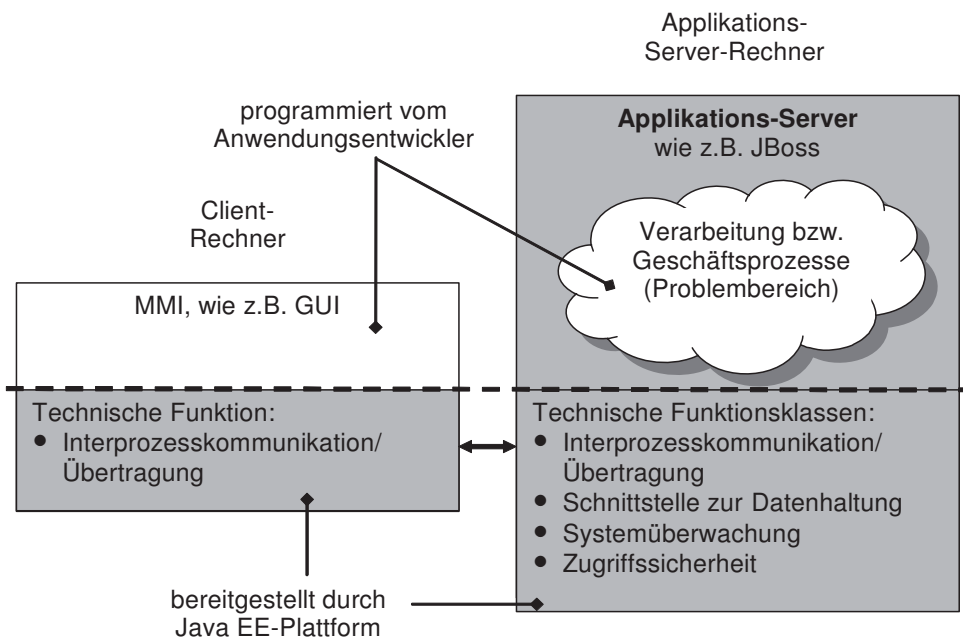 Applikations-
Server-Rechner
programmiert vom
Anwendungsentwickler
Applikations-Server
wie z.B. JBoss
Client-
Rechner
Verarbeitung bzw.
Geschäftsprozesse
(Problembereich)
MMI, wie z.B. GUI
Technische Funktion:
● Interprozesskommunikation/
Übertragung
Technische Funktionsklassen:
● Interprozesskommunikation/
Übertragung
● Schnittstelle zur Datenhaltung
● Systemüberwachung
● Zugriffssicherheit
bereitgestellt durch
Java EE-Plattform